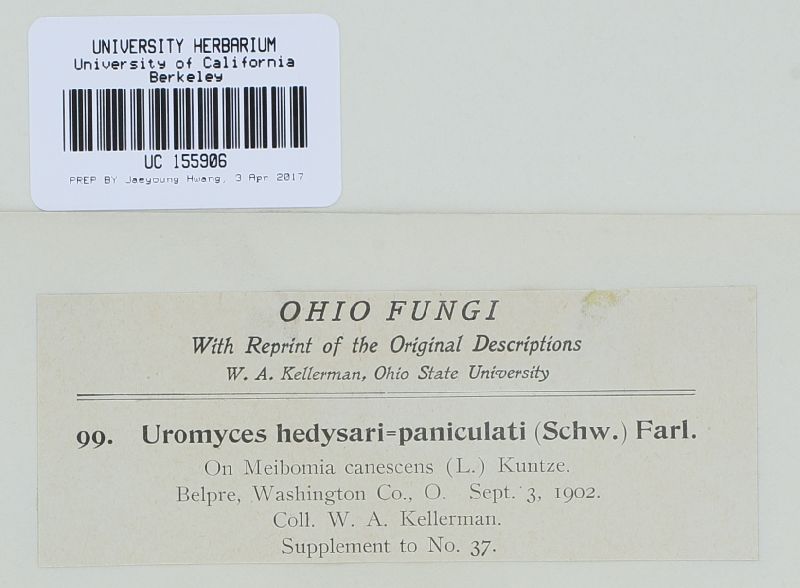 UNIVERSITY HERBARIUM
University of California
Berkeley
UC 155906
PREP BY Jaeyoung Hwang, 3 Apr 2017
OHIO FUNGI
With Reprint of the Original Descriptions
W. A. Kellerman, Ohio State University
99. Uromyces hedysari=paniculati (Schw.) Farl.
On Meibomia canescens (L.) Kuntze.
Belpre, Washington Co., O. Sept. 3, 1902.
Coll. W. A. Kellerman.
Supplement to No. 37.